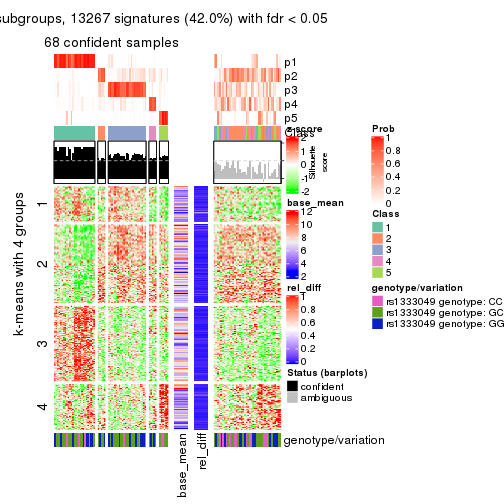 subgroups, 13267 signatures (42.0%) with fdr < 0.05
68 confident samples
p1
p2
p3
p4
p5
Class
z-score
2
1
0
-1
-2
Silhouette
score
1
2
3
4
k-means with 4 groups
base_mean
12
10
8
6
4
2
rel_diff
1
0.8
0.6
0.4
0.2
0
Status (barplots)
confident
ambiguous
Prob
1
0.8
0.6
0.4
0.2
0
Class
1
2
3
4
5
genotype/variation
rs1333049 genotype: CC
rs1333049 genotype: GC
rs1333049 genotype: GG
genotype/variation
base_mean
rel_diff